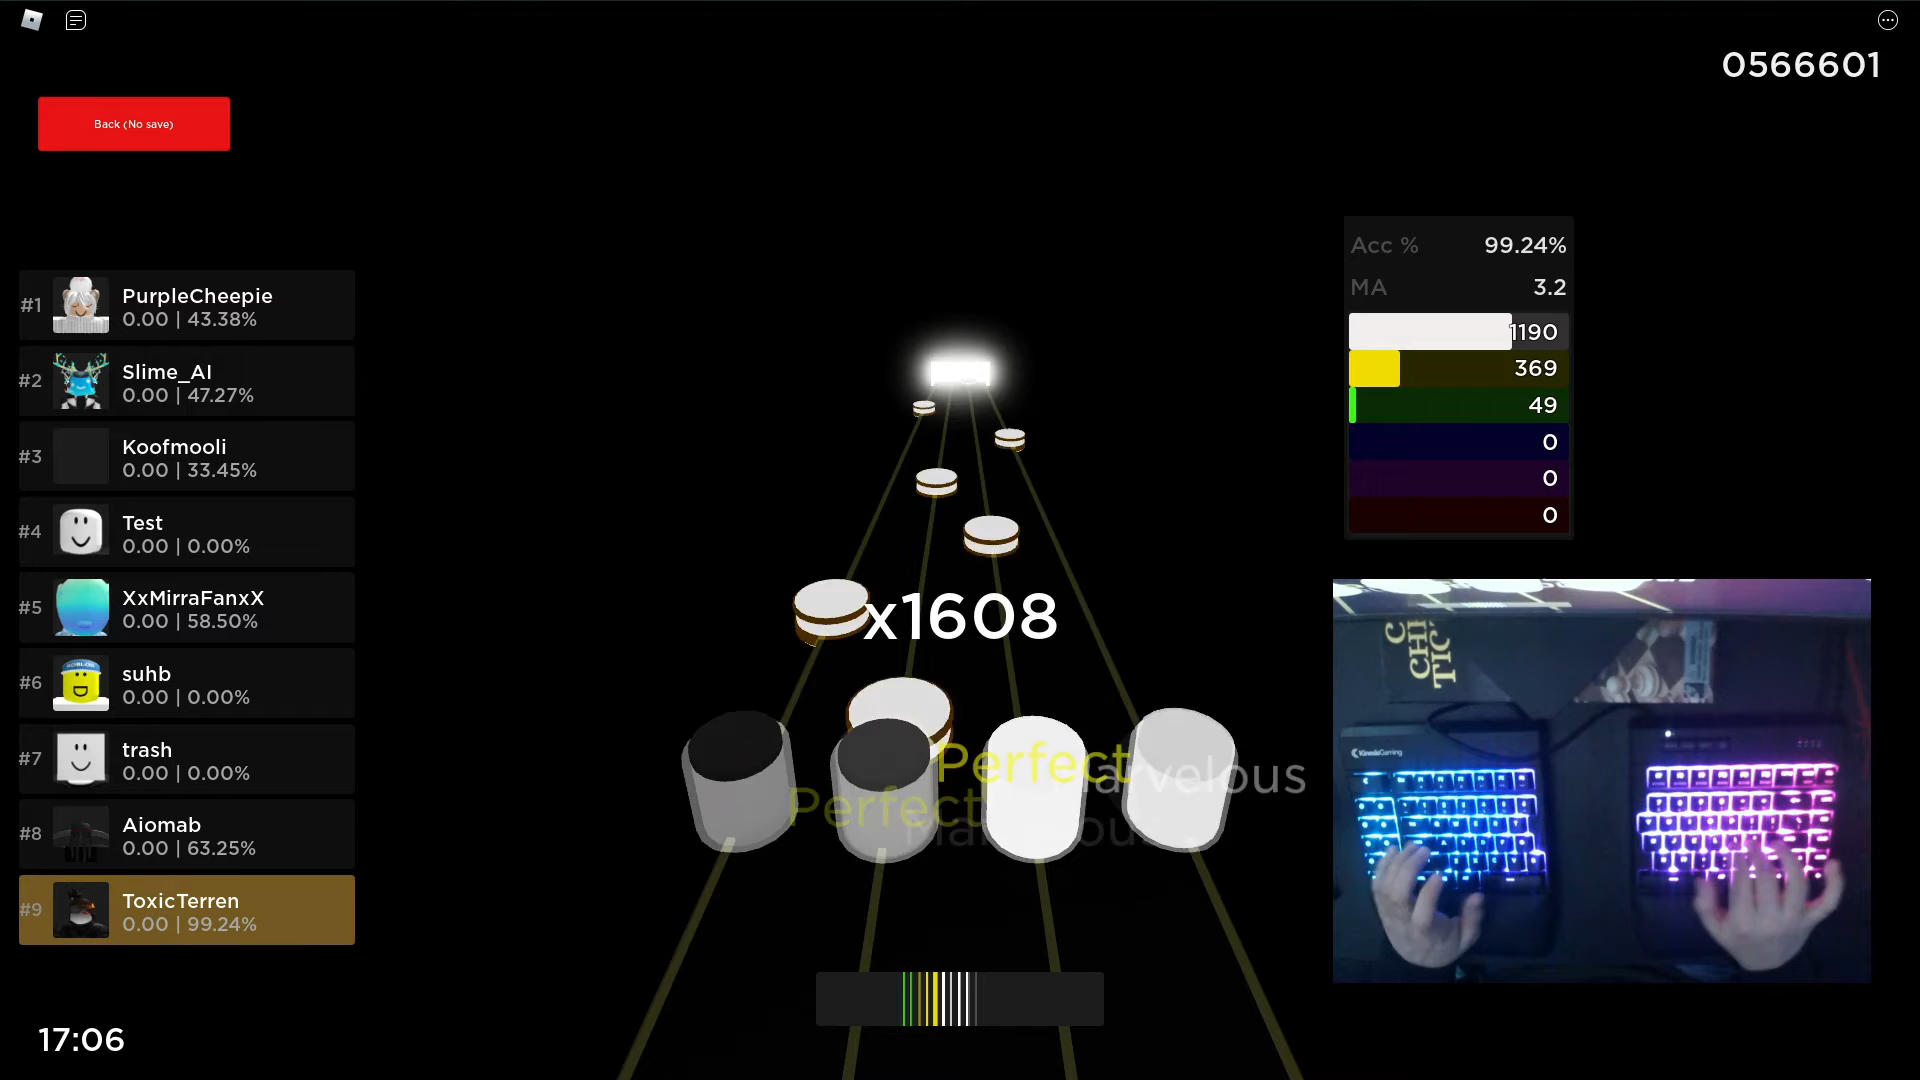 0566601
Back (No save)
Acc % 99.24%
MA 3.2
1190
369
49
0
0
0
#1 PurpleCheepie
0.00 | 43.38%
#2 Slime_AI
0.00 | 47.27%
#3 Koofmooli
0.00 | 33.45%
#4 Test
0.00 | 0.00%
#5 XxMirraFanxX
0.00 | 58.50%
#6 suhb
0.00 | 0.00%
#7 trash
0.00 | 0.00%
#8 Aiomab
0.00 | 63.25%
#9 ToxicTerren
0.00 | 99.24%
x1608
Perfect
Marvelous
Perfect
Marvelous
KinesisGaming
17:06